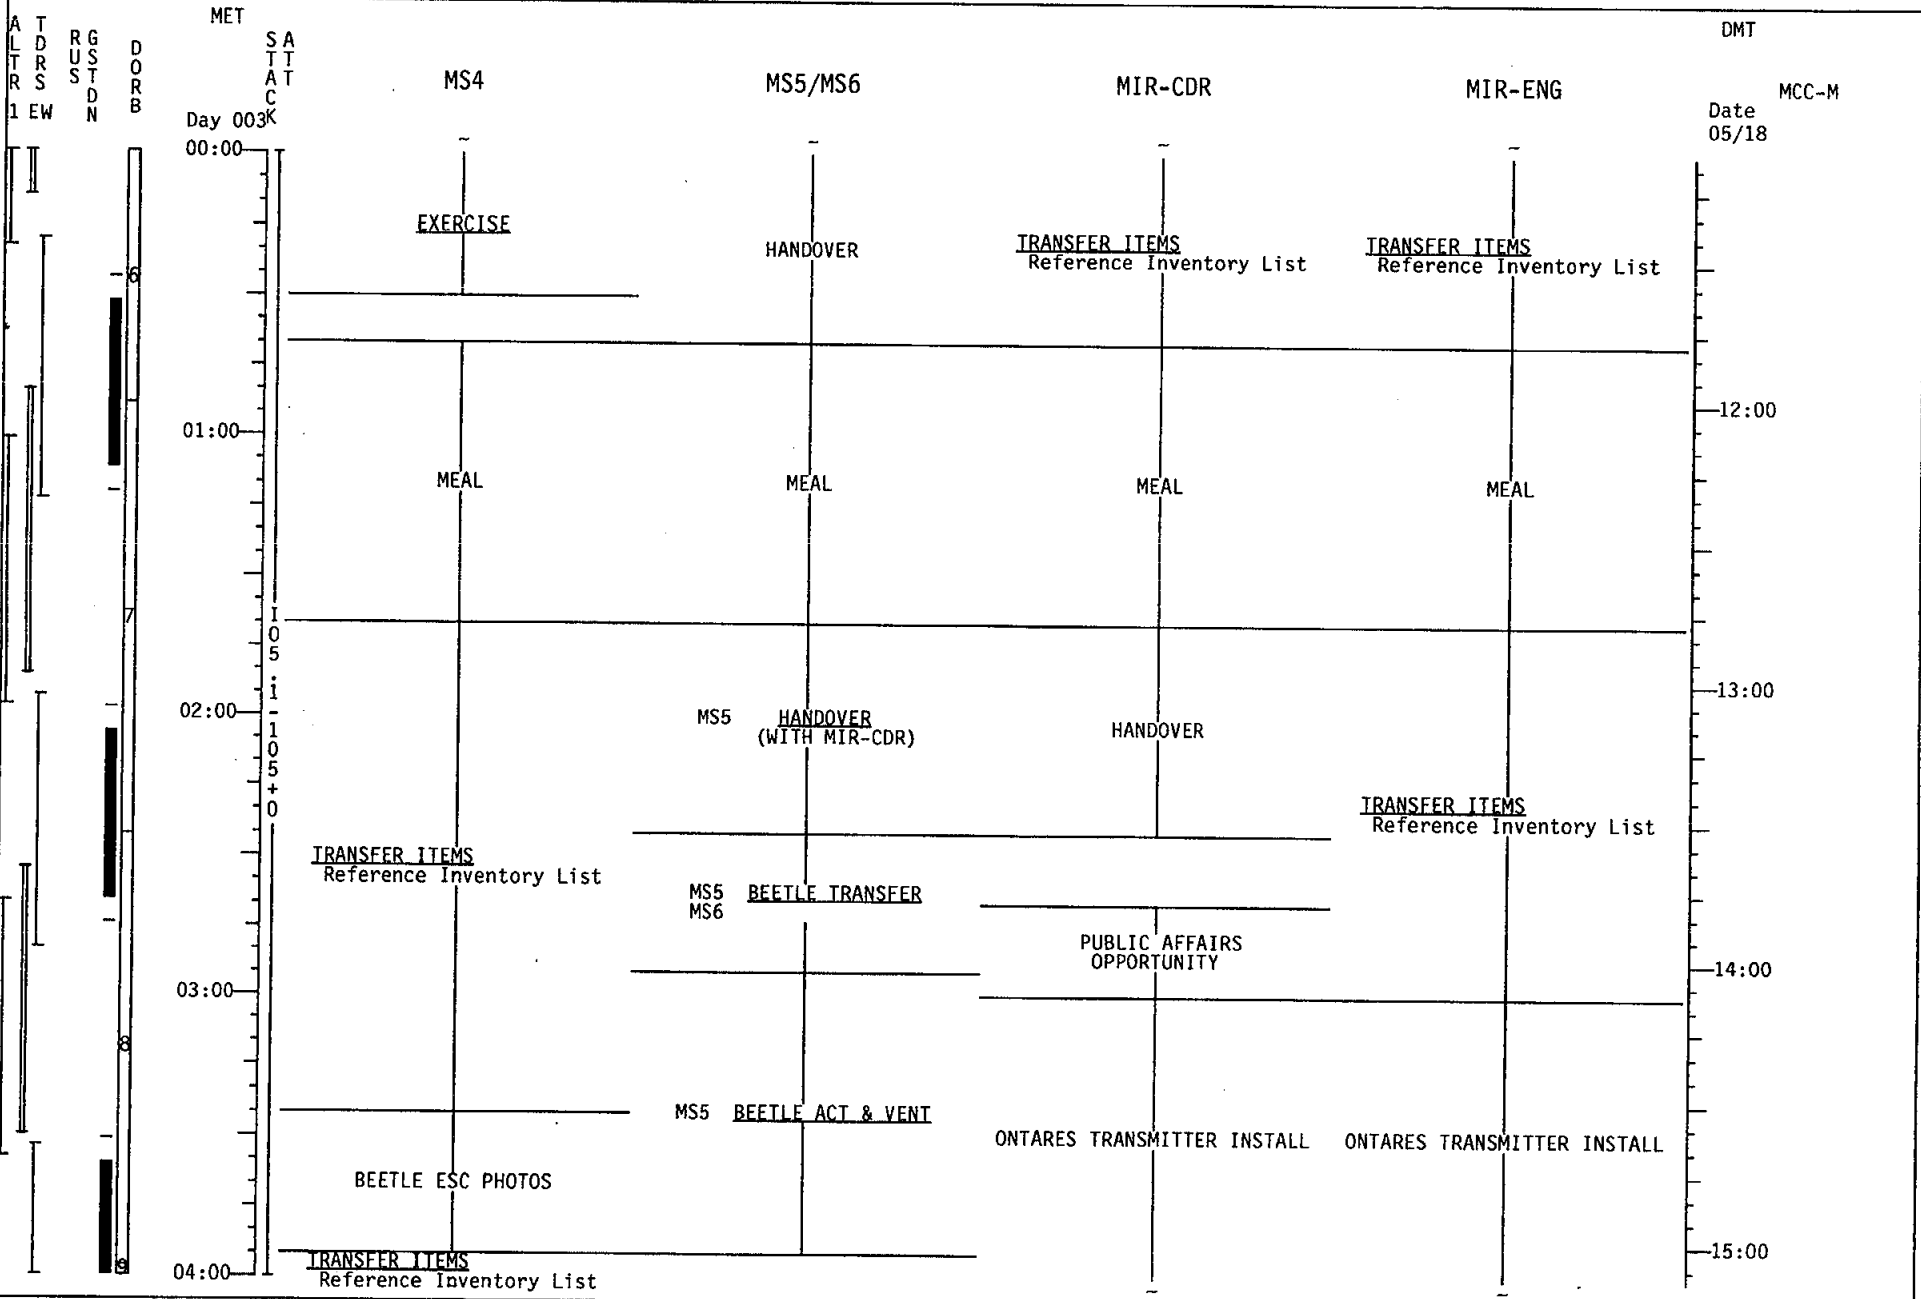 MET
DMT
ALTR 1
TDRS EW
RUS
GSTDN
DORB
STACK
ATT
MS4
MS5/MS6
MIR-CDR
MIR-ENG
MCC-M
Day 003
Date
05/18
00:00
EXERCISE
HANDOVER
TRANSFER ITEMS
Reference Inventory List
TRANSFER ITEMS
Reference Inventory List
6
12:00
01:00
MEAL
MEAL
MEAL
MEAL
7
I05.1-105+0
13:00
02:00
MS5 HANDOVER
(WITH MIR-CDR)
HANDOVER
TRANSFER ITEMS
Reference Inventory List
TRANSFER ITEMS
Reference Inventory List
MS5 BEETLE TRANSFER
MS6
PUBLIC AFFAIRS
OPPORTUNITY
14:00
03:00
8
MS5 BEETLE ACT & VENT
ONTARES TRANSMITTER INSTALL
ONTARES TRANSMITTER INSTALL
BEETLE ESC PHOTOS
15:00
9
04:00
TRANSFER ITEMS
Reference Inventory List